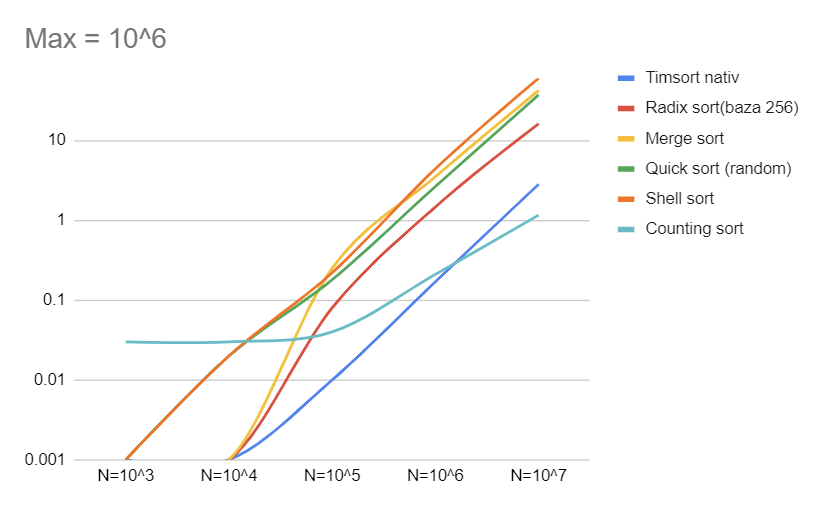 Max = 10^6
Timsort nativ
Radix sort(baza 256)
Merge sort
Quick sort (random)
Shell sort
Counting sort
10
1
0.1
0.01
0.001
N=10^3 N=10^4 N=10^5 N=10^6 N=10^7